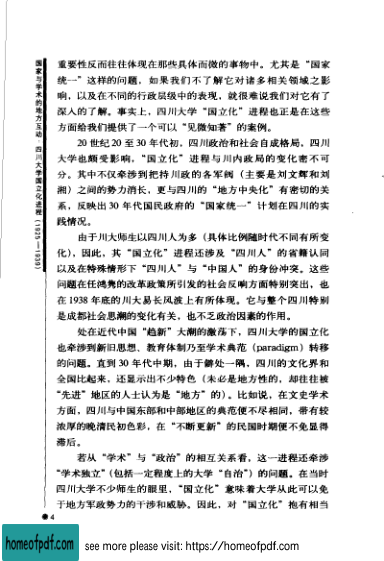 国家与学术的地方互动·四川大学国立化进程(1925—1939)
重要性反而往往体现在那些具体而微的事物中。尤其是“国家
统一”这样的问题，如果我们不了解它对诸多相关领域之影
响，以及在不同的行政层级中的表现，就很难说我们对它有了
深入的了解。事实上，四川大学“国立化”进程也正是在这些
方面给我们提供了一个可以“见微知著”的案例。
20世纪20至30年代初，四川政治和社会自成格局，四川
大学也颇受影响，“国立化”进程与川内政局的变化密不可
分。其中不仅牵涉到把持川政的各军阀（主要是刘文辉和刘
湘）之间的势力消长，更与四川的“地方中央化”有密切的关
系，反映出30年代国民政府的“国家统一”计划在四川的实
践情况。
由于川大师生以四川人为多（具体比例随时代不同有所变
化），因此，其“国立化”进程还涉及“四川人”的省籍认同
以及在特殊情形下“四川人”与“中国人”的身份冲突。这些
问题在任鸿隽的改革政策所引发的社会反响方面特别突出，也
在1938年底的川大易长风波上有所体现。它与整个四川特别
是成都社会思潮的变化有关，也不乏政治因素的作用。
处在近代中国“趋新”大潮的激荡下，四川大学的国立化
也牵涉到新旧思想、教育体制乃至学术典范（paradigm）转移
的问题。直到30年代中期，由于僻处一隅，四川的文化界和
全国比起来，还显示出不少特色（未必是地方性的，却往往被
“先进”地区的人士认为是“地方”的）。比如说，在文史学术
方面，四川与中国东部和中部地区的典范便不尽相同，带有较
浓厚的晚清民初色彩，在“不断更新”的民国时期便不免显得
滞后。
若从“学术”与“政治”的相互关系看，这一进程还牵涉
“学术独立”（包括一定程度上的大学“自治”）的问题。在当时
四川大学不少师生的眼里，“国立化”意味着大学从此可以免
于地方军政势力的干涉和威胁。因此，对“国立化”抱有相当
4
homeofpdf.com
see more please visit: https://homeofpdf.com